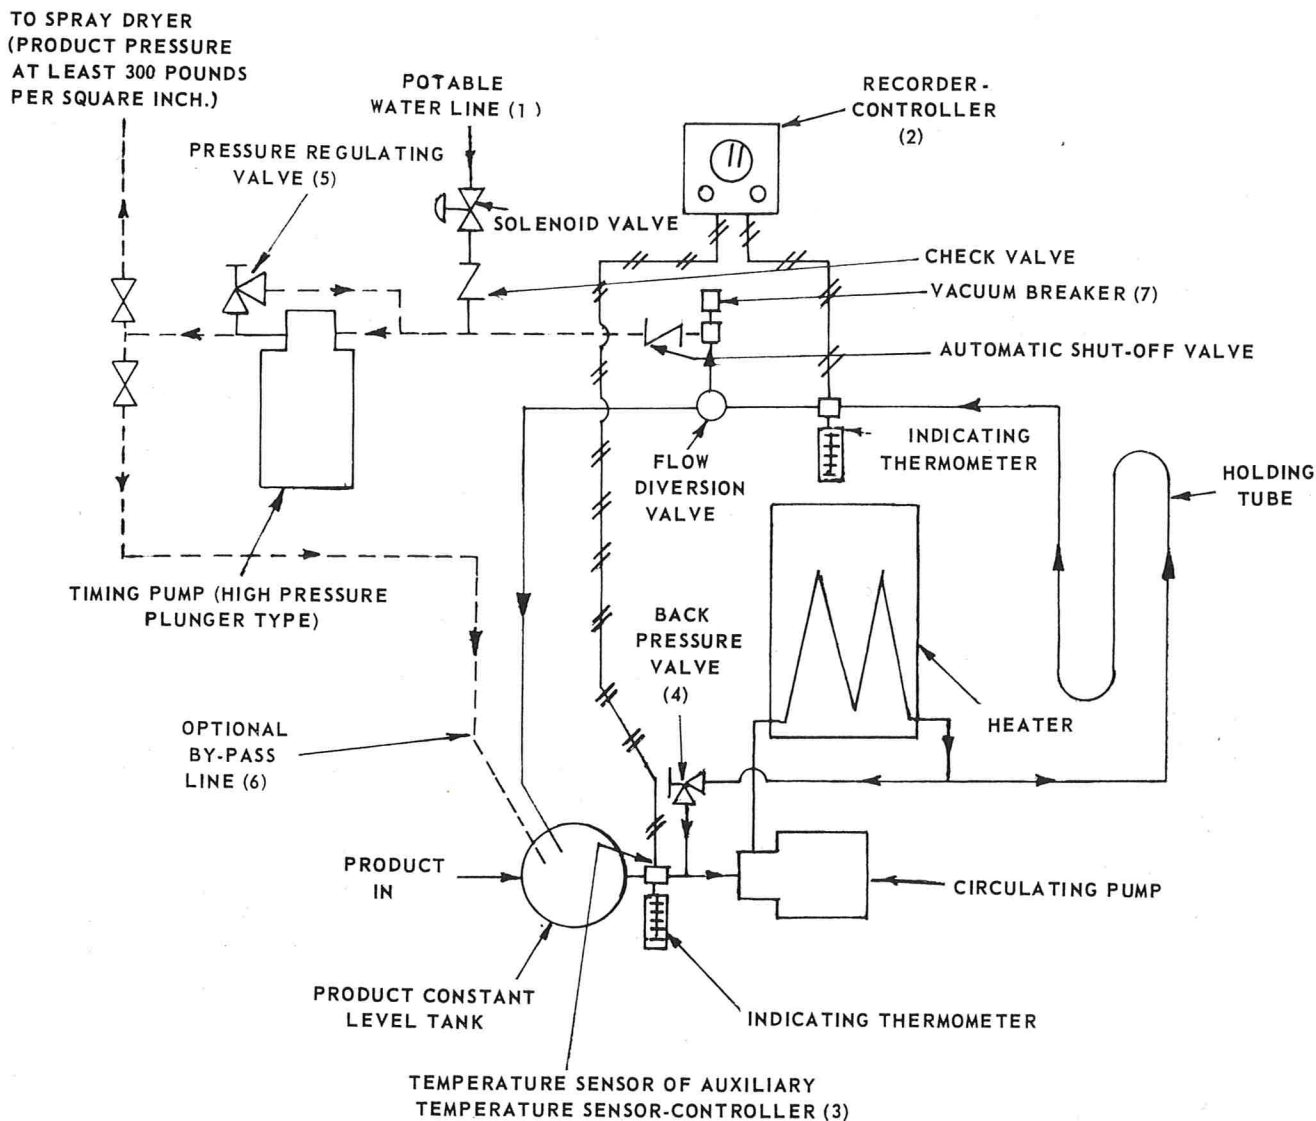 TO SPRAY DRYER
(PRODUCT PRESSURE
AT LEAST 300 POUNDS
PER SQUARE INCH.)
POTABLE
WATER LINE (1)
RECORDER-
CONTROLLER
(2)
PRESSURE REGULATING
VALVE (5)
SOLENOID VALVE
CHECK VALVE
VACUUM BREAKER (7)
AUTOMATIC SHUT-OFF VALVE
INDICATING
THERMOMETER
FLOW
DIVERSION
VALVE
HOLDING
TUBE
TIMING PUMP (HIGH PRESSURE
PLUNGER TYPE)
BACK
PRESSURE
VALVE
(4)
HEATER
OPTIONAL
BY-PASS
LINE (6)
PRODUCT
IN
CIRCULATING PUMP
PRODUCT CONSTANT
LEVEL TANK
INDICATING THERMOMETER
TEMPERATURE SENSOR OF AUXILIARY
TEMPERATURE SENSOR-CONTROLLER (3)